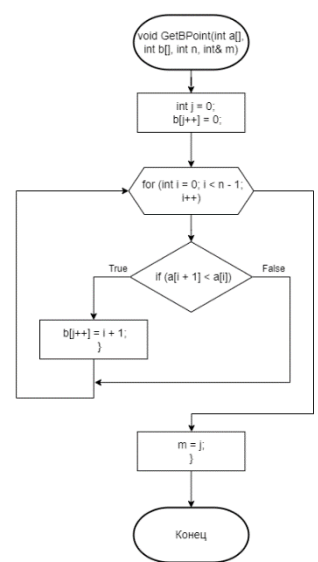 void GetBPoint(int a[],
int b[], int n, int& m)
int j = 0;
b[j++] = 0;
for (int i = 0; i < n - 1;
i++)
True
if (a[i + 1] < a[i])
False
b[j++] = i + 1;
}
m = j;
}
Конец